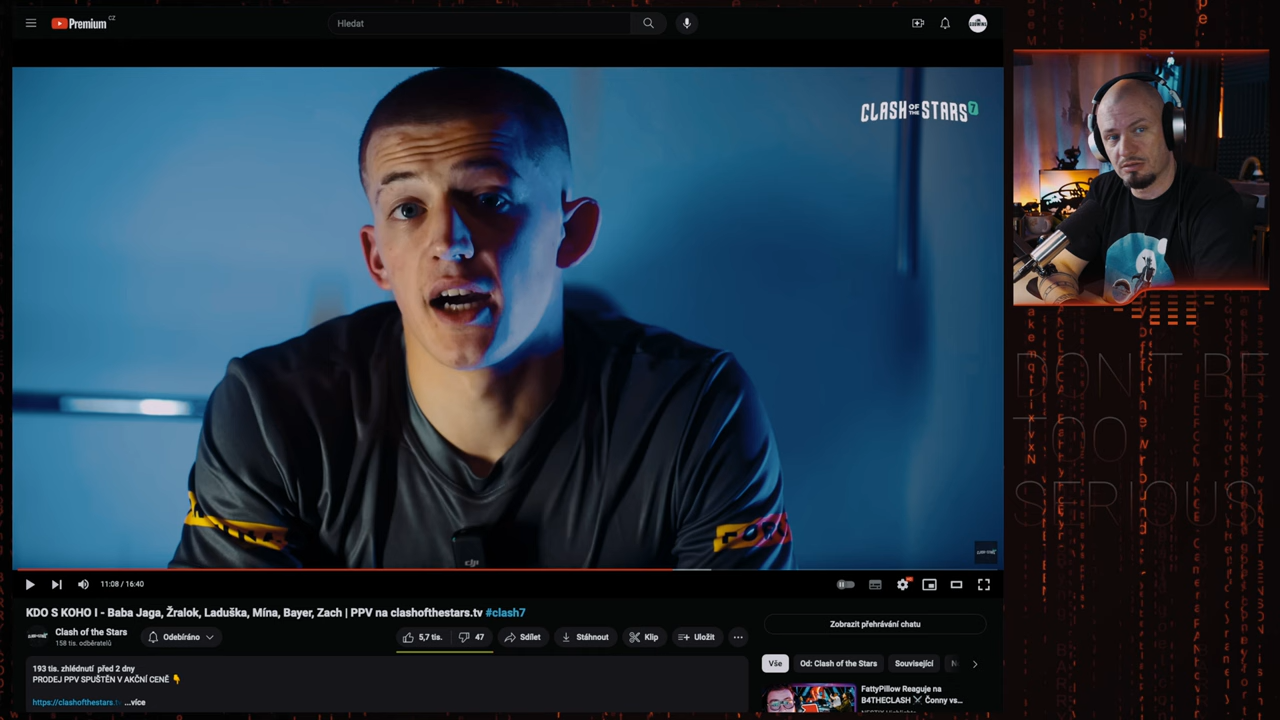 Premium CZ
Hledat
CLASH OF THE STARS 7
dji
11:08 / 16:40
KDO S KOHO I - Baba Jaga, Žralok, Laduška, Mína, Bayer, Zach | PPV na clashofthestars.tv #clash7
Clash of the Stars
158 tis. odběratelů
Odebíráno
5,7 tis.
47
Sdílet
Stáhnout
Klip
Uložit
193 tis. zhlédnutí před 2 dny
PRODEJ PPV SPUŠTĚN V AKČNÍ CENĚ 👇
https://clashofthestars.
...více
Zobrazit přehrávání chatu
Vše
Od: Clash of the Stars
Související
FattyPillow Reaguje na
B4THECLASH ⚔️ Čonny vs...
DON'T BE
TOO
SERIOUS